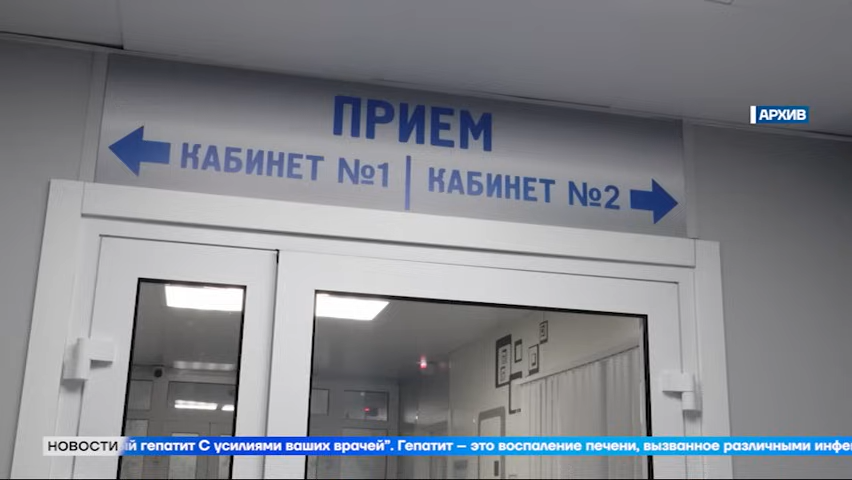 АРХИВ
ПРИЕМ
КАБИНЕТ №1 | КАБИНЕТ №2
НОВОСТИ гепатит С усилиями ваших врачей". Гепатит – это воспаление печени, вызванное различными